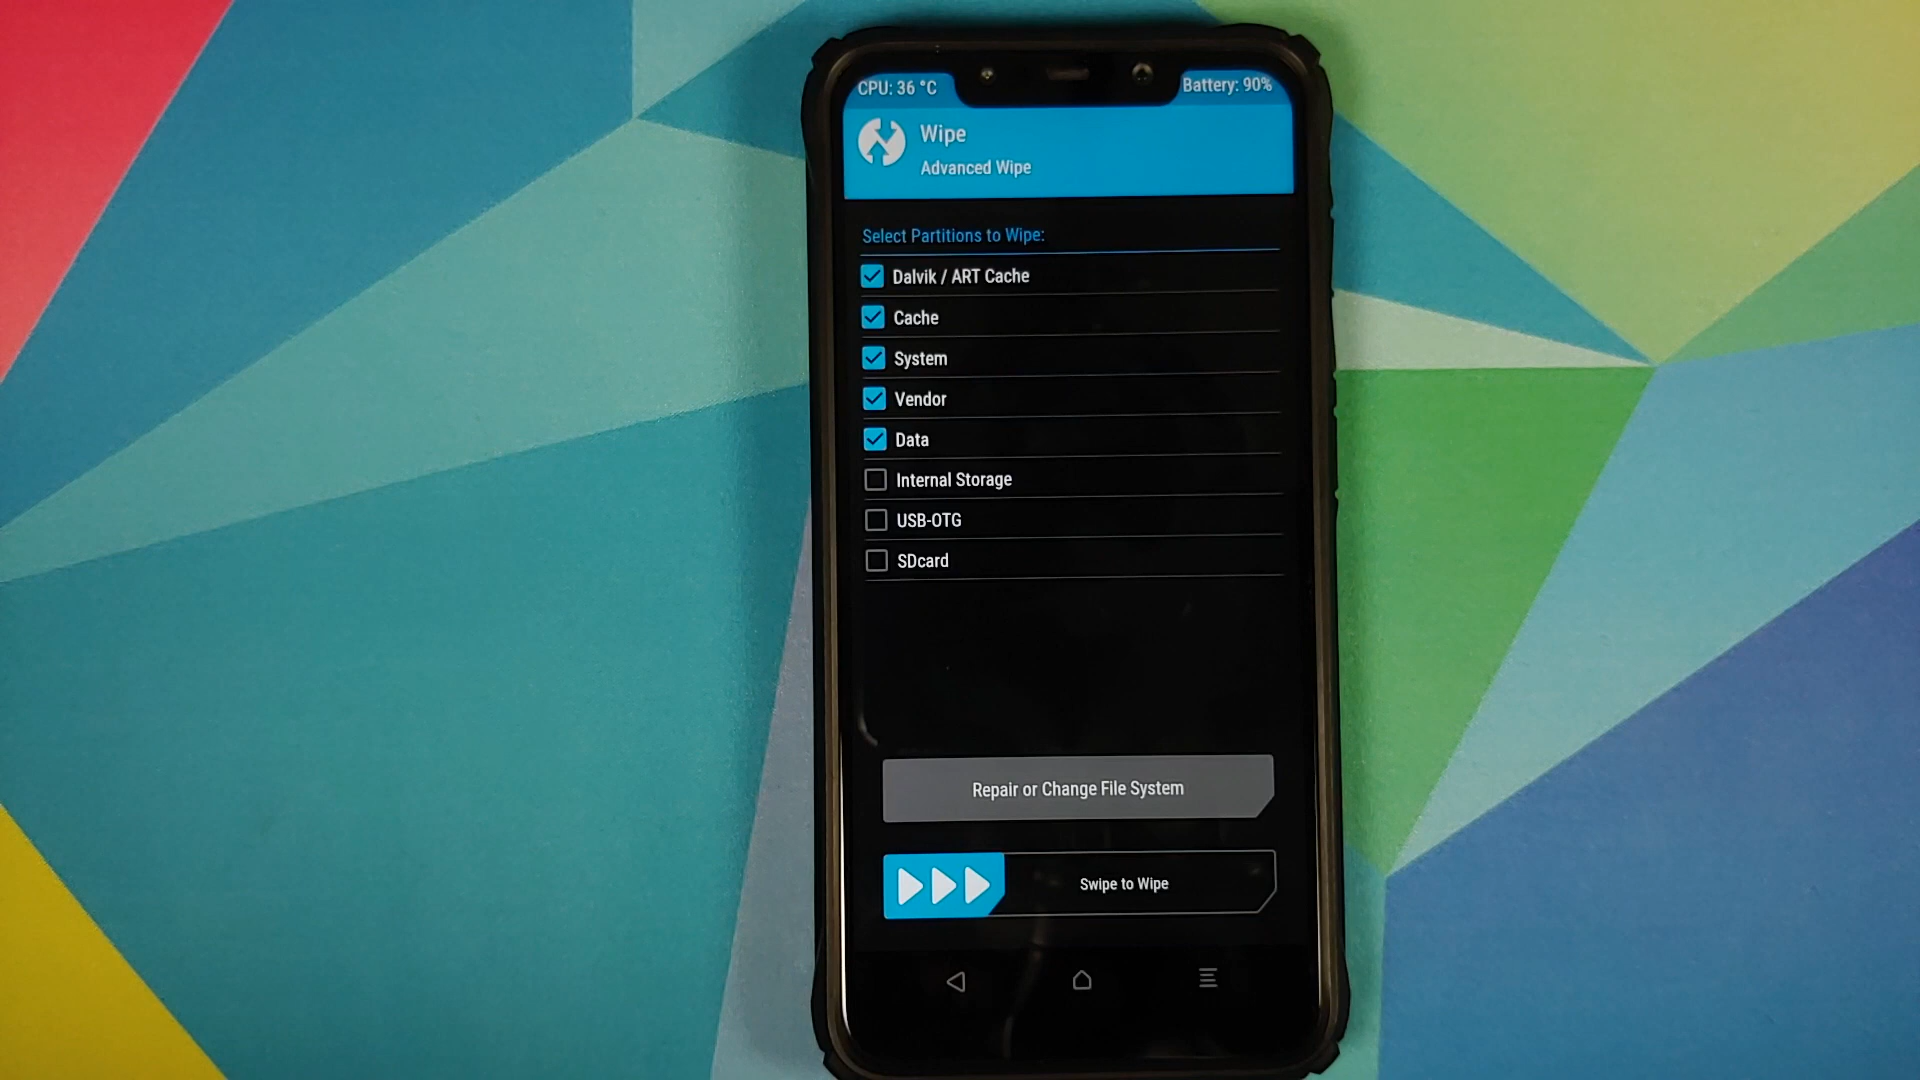 CPU: 36 °C
Battery: 90%
Wipe
Advanced Wipe
Select Partitions to Wipe:
Dalvik / ART Cache
Cache
System
Vendor
Data
Internal Storage
USB-OTG
SDcard
Repair or Change File System
Swipe to Wipe